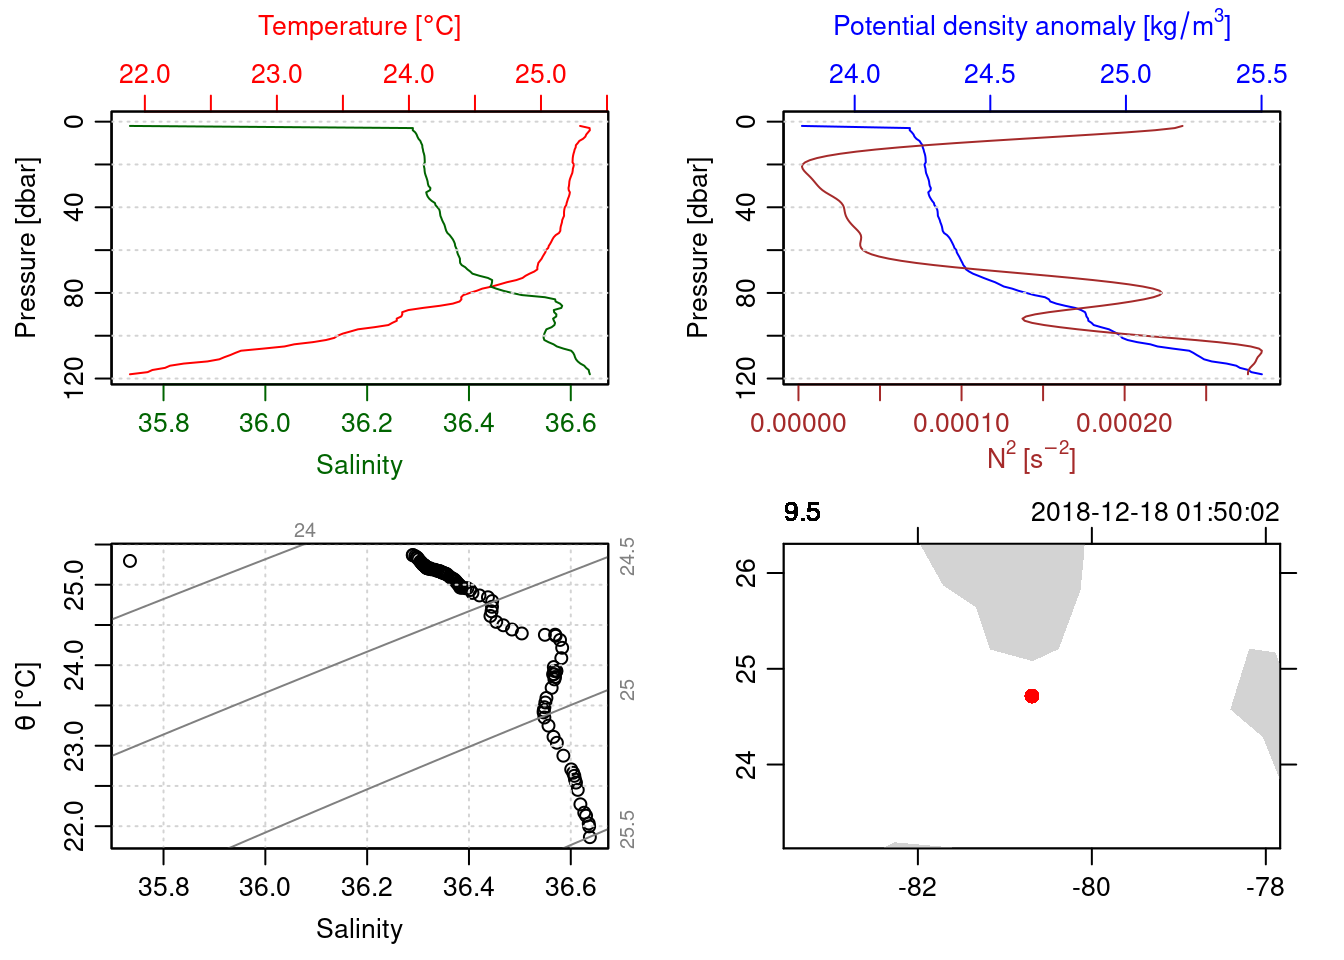 Temperature [°C]
22.0 23.0 24.0 25.0
Pressure [dbar]
0 40 80 120
35.8 36.0 36.2 36.4 36.6
Salinity
Potential density anomaly [kg/m³]
24.0 24.5 25.0 25.5
Pressure [dbar]
0 40 80 120
0.00000 0.00010 0.00020
N² [s⁻²]
24
24.5
25
25.5
θ [°C]
25.0 24.0 23.0 22.0
35.8 36.0 36.2 36.4 36.6
Salinity
9.5 2018-12-18 01:50:02
26 25 24
-82 -80 -78